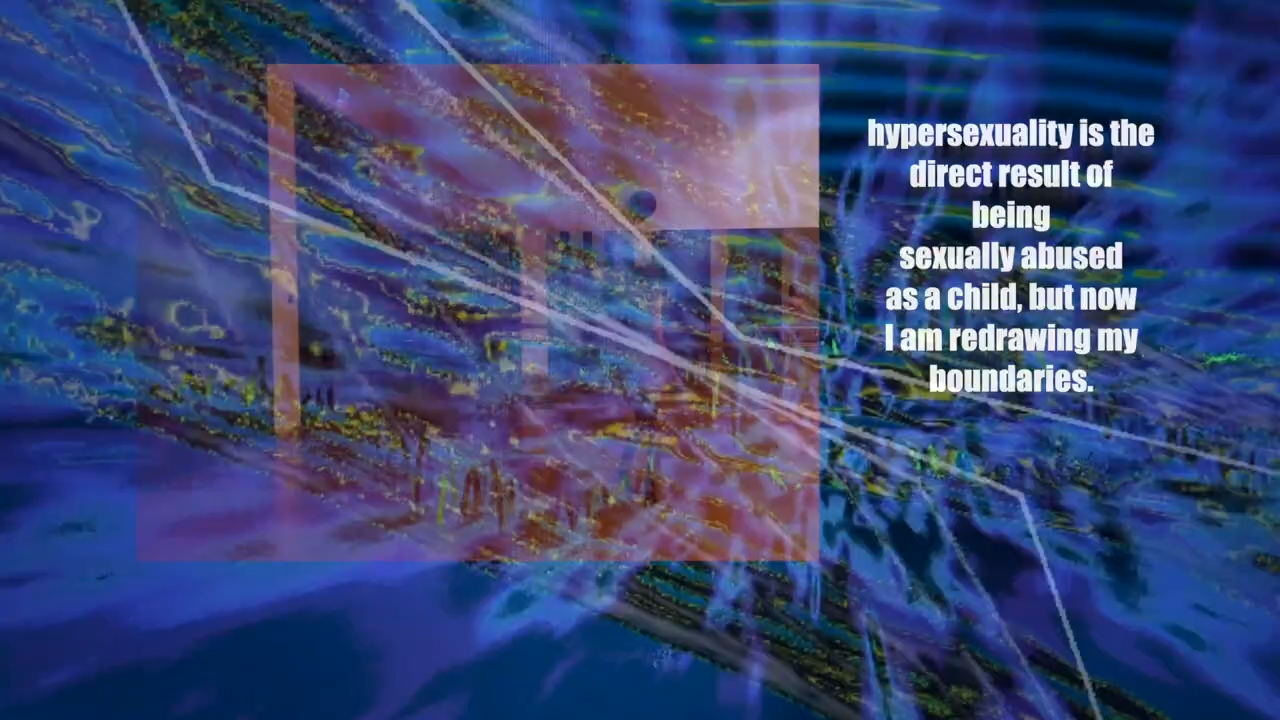 hypersexuality is the
direct result of
being
sexually abused
as a child, but now
I am redrawing my
boundaries.